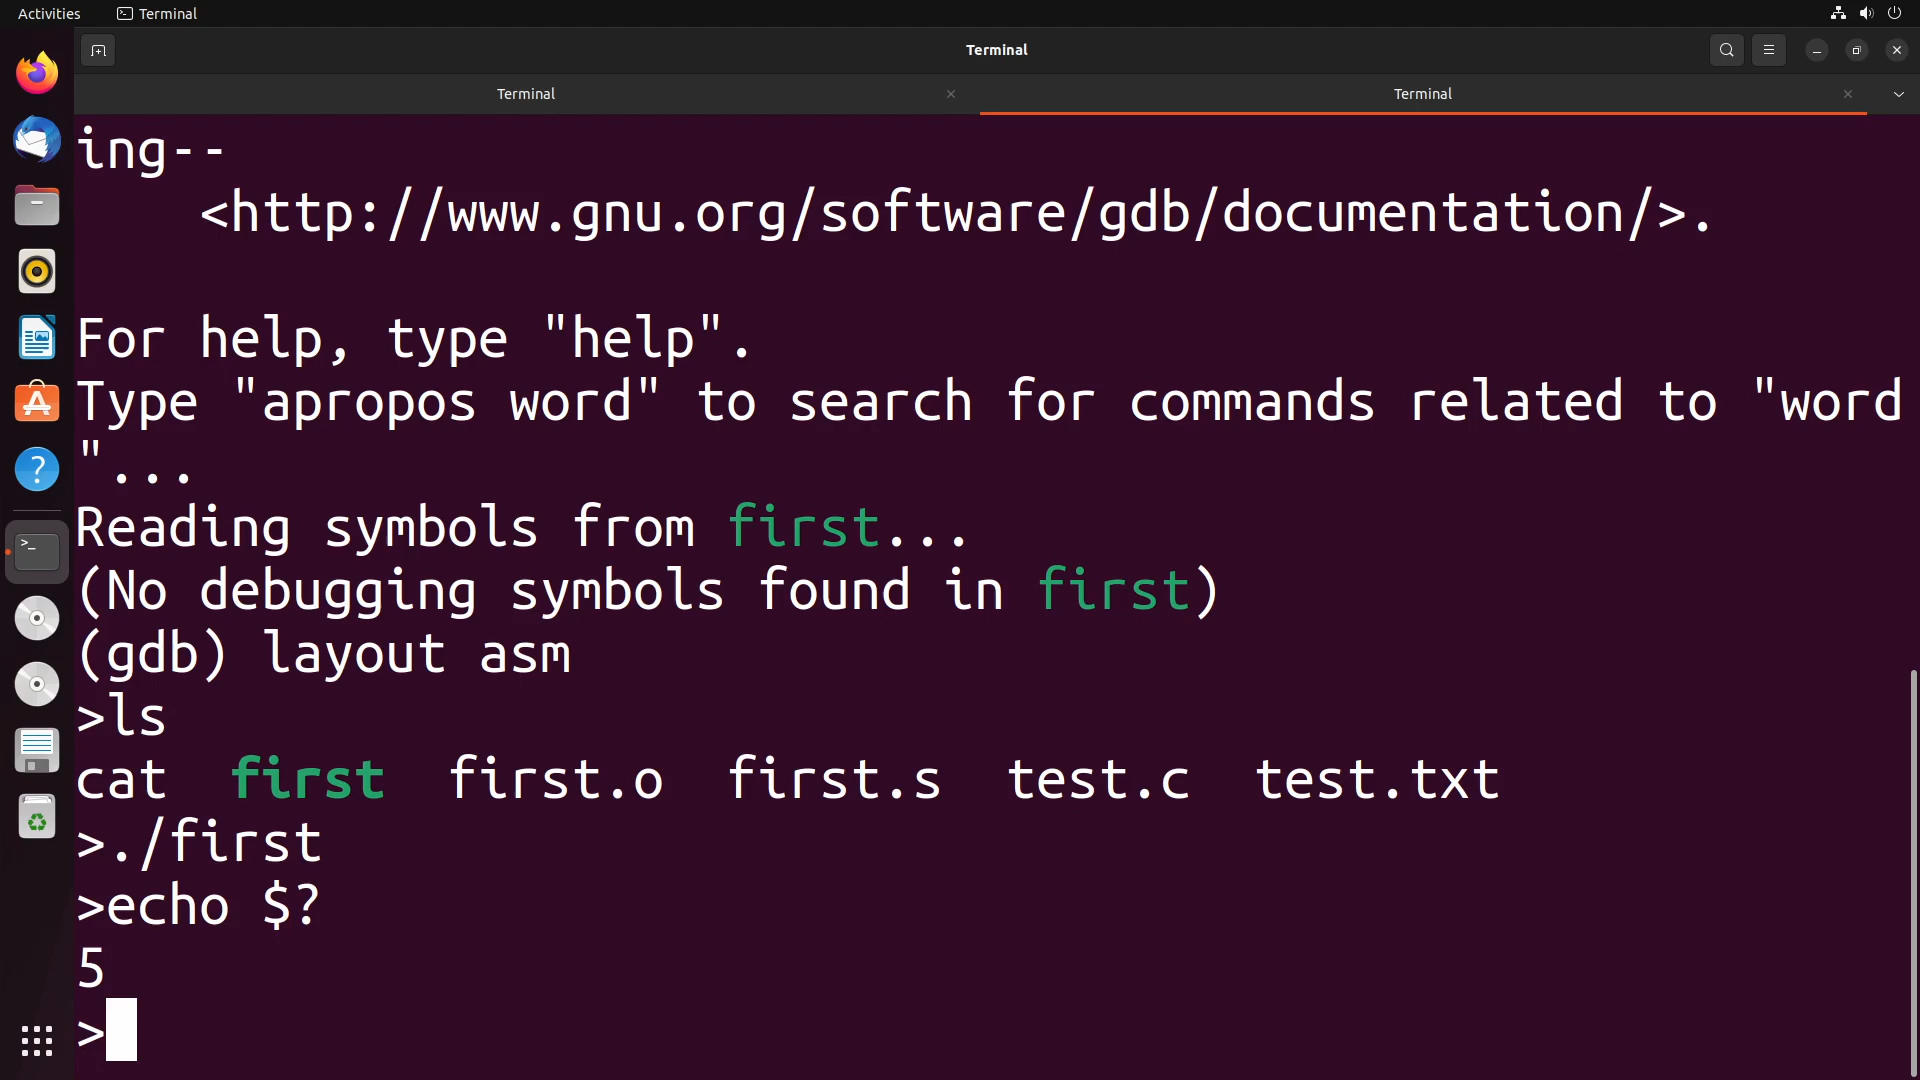 Activities Terminal
Terminal
Terminal Terminal
ing--
<http://www.gnu.org/software/gdb/documentation/>.
For help, type "help".
Type "apropos word" to search for commands related to "word
"...
Reading symbols from first...
(No debugging symbols found in first)
(gdb) layout asm
>ls
cat first first.o first.s test.c test.txt
>./first
>echo $?
5
>